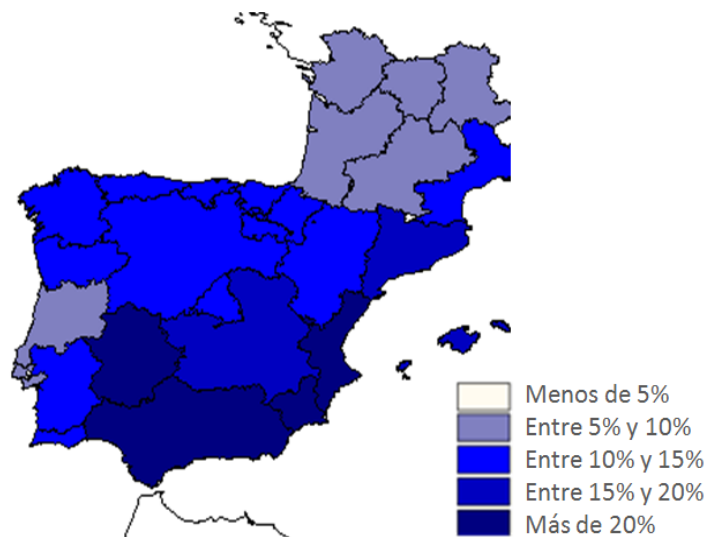 Menos de 5%
Entre 5% y 10%
Entre 10% y 15%
Entre 15% y 20%
Más de 20%